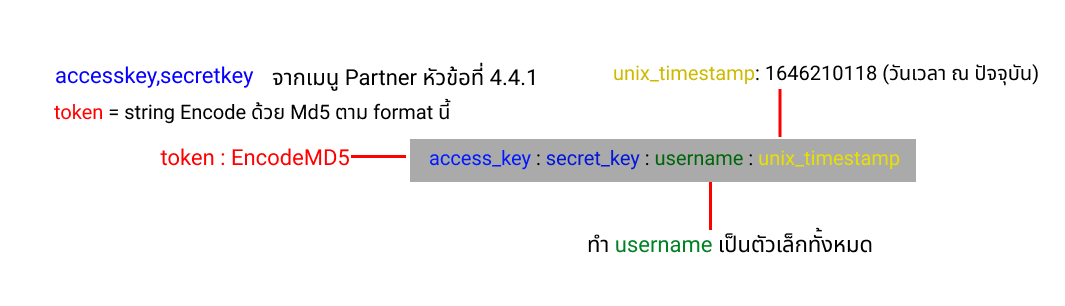 accesskey,secretkey จากเมนู Partner หัวข้อที่ 4.4.1
unix_timestamp: 1646210118 (วันเวลา ณ ปัจจุบัน)
token = string Encode ด้วย Md5 ตาม format นี้
token : EncodeMD5
access_key : secret_key : username : unix_timestamp
ทำ username เป็นตัวเล็กทั้งหมด